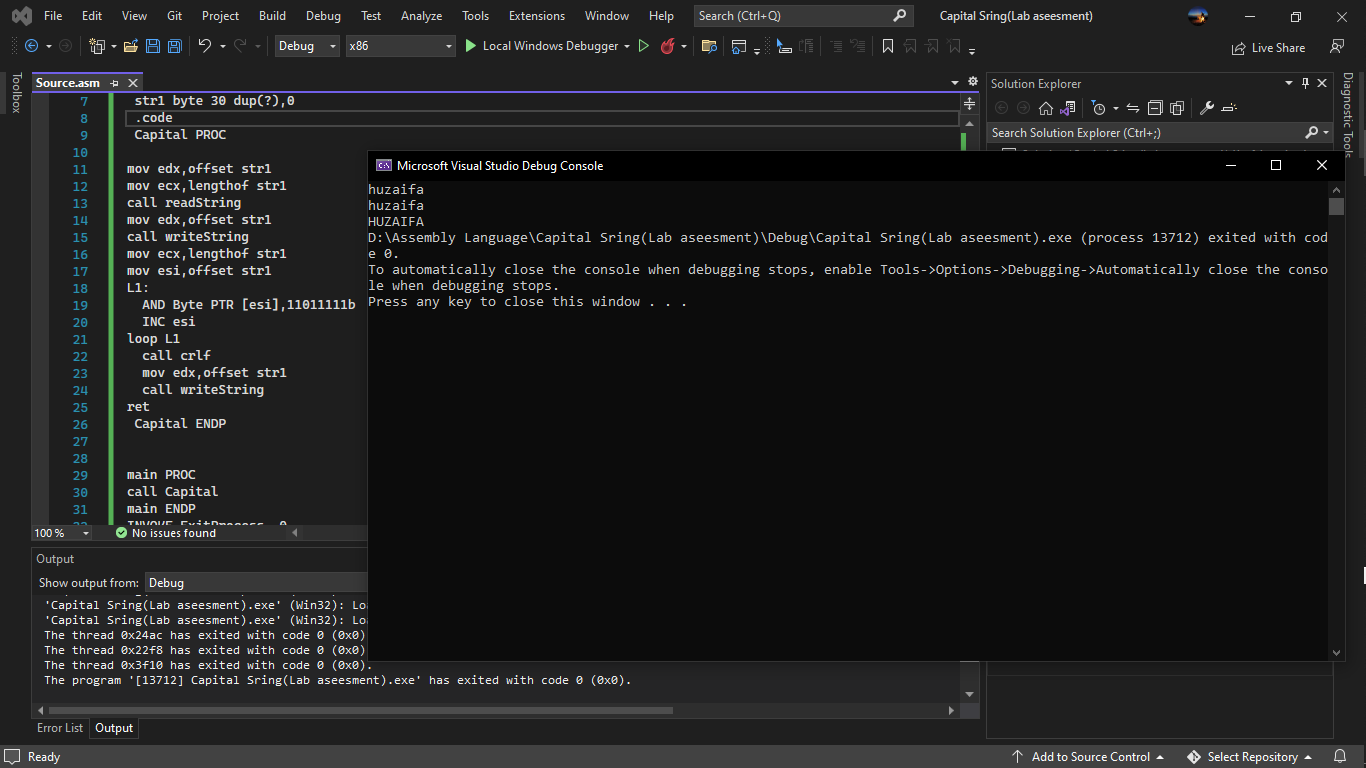 File Edit View Git Project Build Debug Test Analyze Tools Extensions Window Help Search (Ctrl+Q) Capital Sring(Lab aseesment)
Debug x86 Local Windows Debugger Live Share
Toolbox
Source.asm
7 str1 byte 30 dup(?),0
8 .code
9 Capital PROC
10
11 mov edx,offset str1
12 mov ecx,lengthof str1
13 call readString
14 mov edx,offset str1
15 call writeString
16 mov ecx,lengthof str1
17 mov esi,offset str1
18 L1:
19 AND Byte PTR [esi],11011111b
20 INC esi
21 loop L1
22 call crlf
23 mov edx,offset str1
24 call writeString
25 ret
26 Capital ENDP
27
28
29 main PROC
30 call Capital
31 main ENDP
32 INVOKE ExitProcess, 0
100 % No issues found
Microsoft Visual Studio Debug Console
huzaifa
huzaifa
HUZAIFA
D:\Assembly Language\Capital Sring(Lab aseesment)\Debug\Capital Sring(Lab aseesment).exe (process 13712) exited with cod
e 0.
To automatically close the console when debugging stops, enable Tools->Options->Debugging->Automatically close the conso
le when debugging stops.
Press any key to close this window . . .
Solution Explorer
Search Solution Explorer (Ctrl+;)
Diagnostic Tools
Output
Show output from: Debug
'Capital Sring(Lab aseesment).exe' (Win32): Loa
'Capital Sring(Lab aseesment).exe' (Win32): Loa
The thread 0x24ac has exited with code 0 (0x0)
The thread 0x22f8 has exited with code 0 (0x0)
The thread 0x3f10 has exited with code 0 (0x0).
The program '[13712] Capital Sring(Lab aseesment).exe' has exited with code 0 (0x0).
Error List Output
Ready Add to Source Control Select Repository